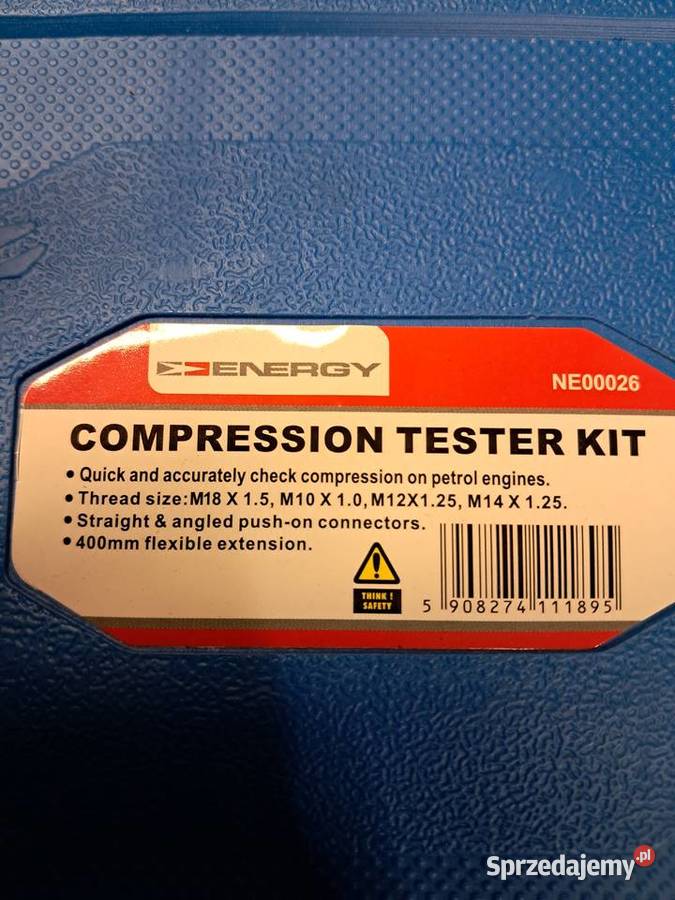 ENERGY
NE00026
COMPRESSION TESTER KIT
• Quick and accurately check compression on petrol engines.
• Thread size:M18 X 1.5, M10 X 1.0, M12X1.25, M14 X 1.25.
• Straight & angled push-on connectors.
• 400mm flexible extension.
THINK !
SAFETY
5 908274 111895
Sprzedajemy.pl